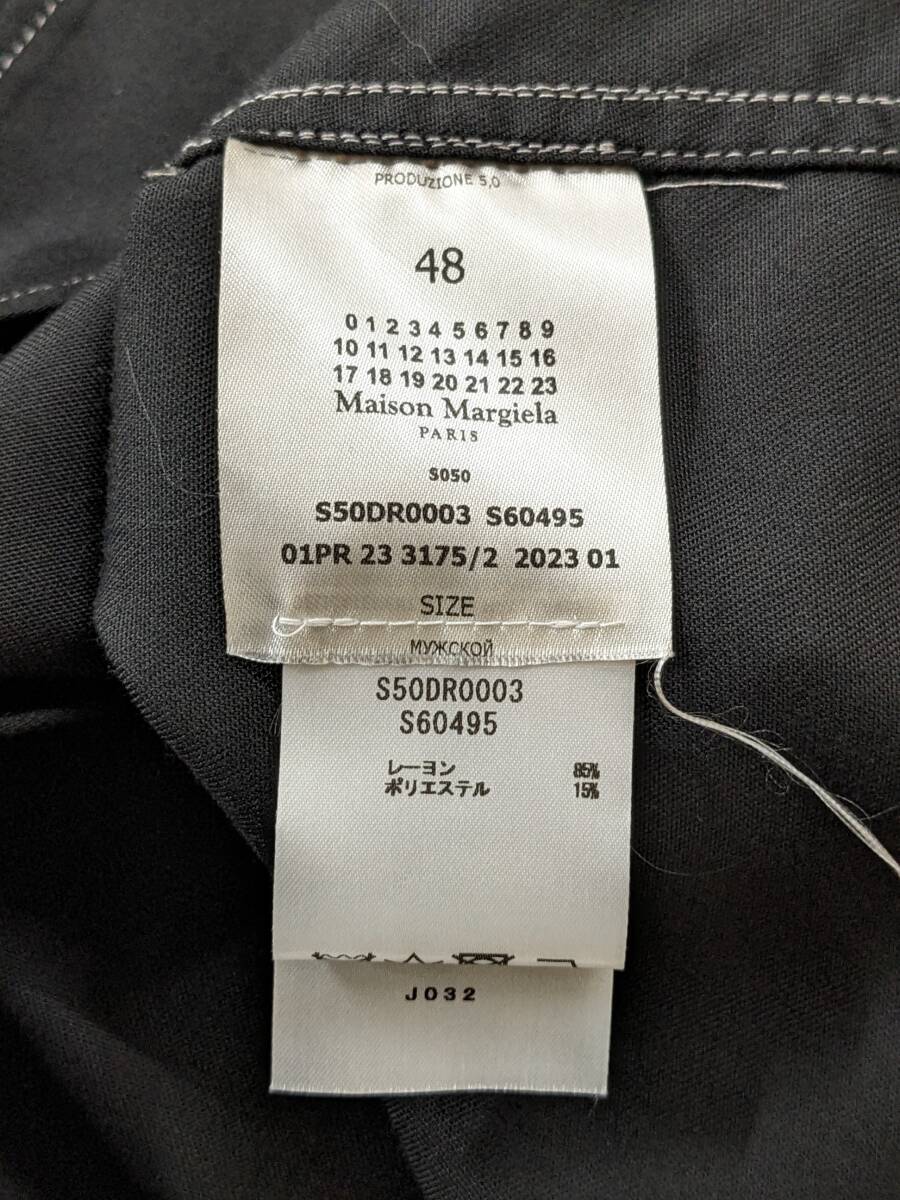 PRODUZIONE 5,0
48
0 1 2 3 4 5 6 7 8 9
10 11 12 13 14 15 16
17 18 19 20 21 22 23
Maison Margiela
PARIS
S050
S50DR0003 S60495
01PR 23 3175/2 2023 01
SIZE
МУЖСКОЙ
S50DR0003
S60495
レーヨン 85%
ポリエステル 15%
J032